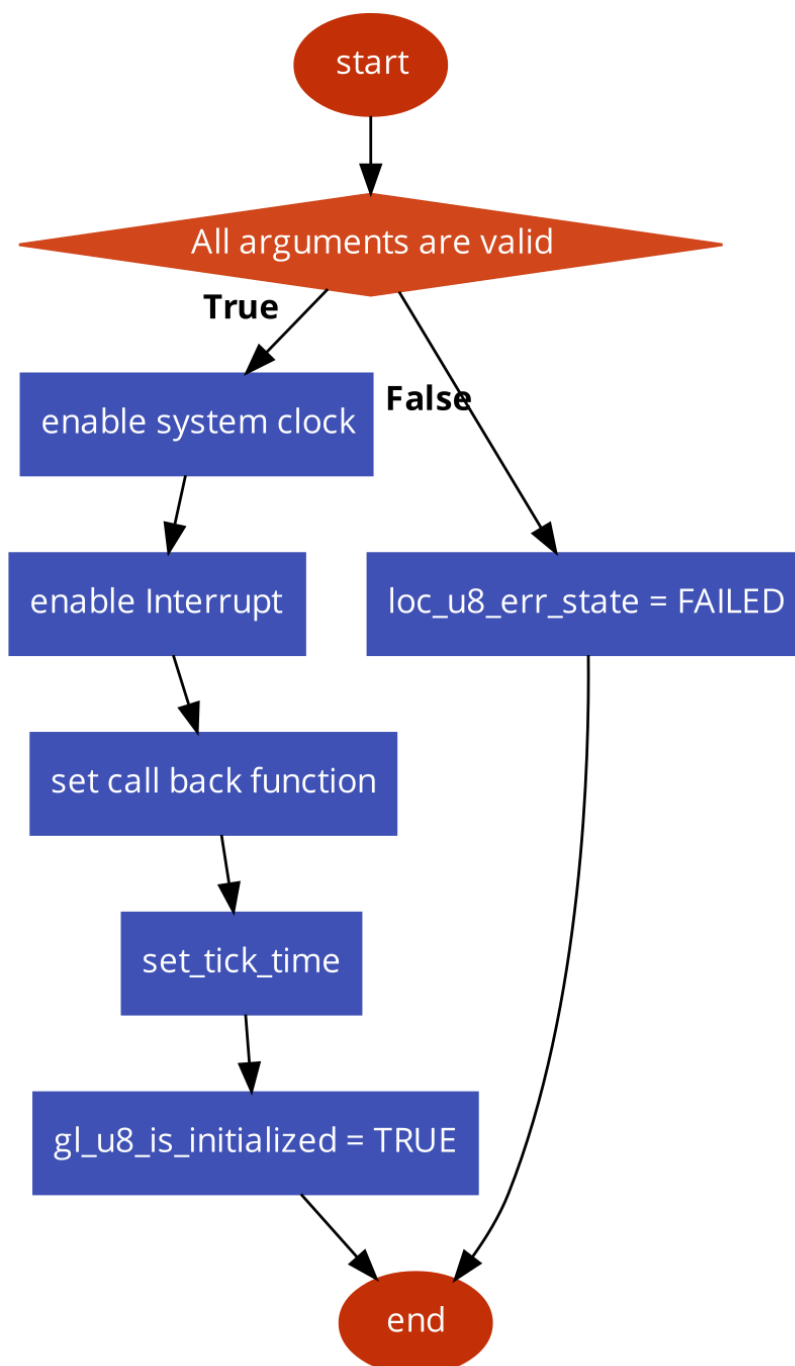 start
All arguments are valid
True
enable system clock
False
enable Interrupt
loc_u8_err_state = FAILED
set call back function
set_tick_time
gl_u8_is_initialized = TRUE
end